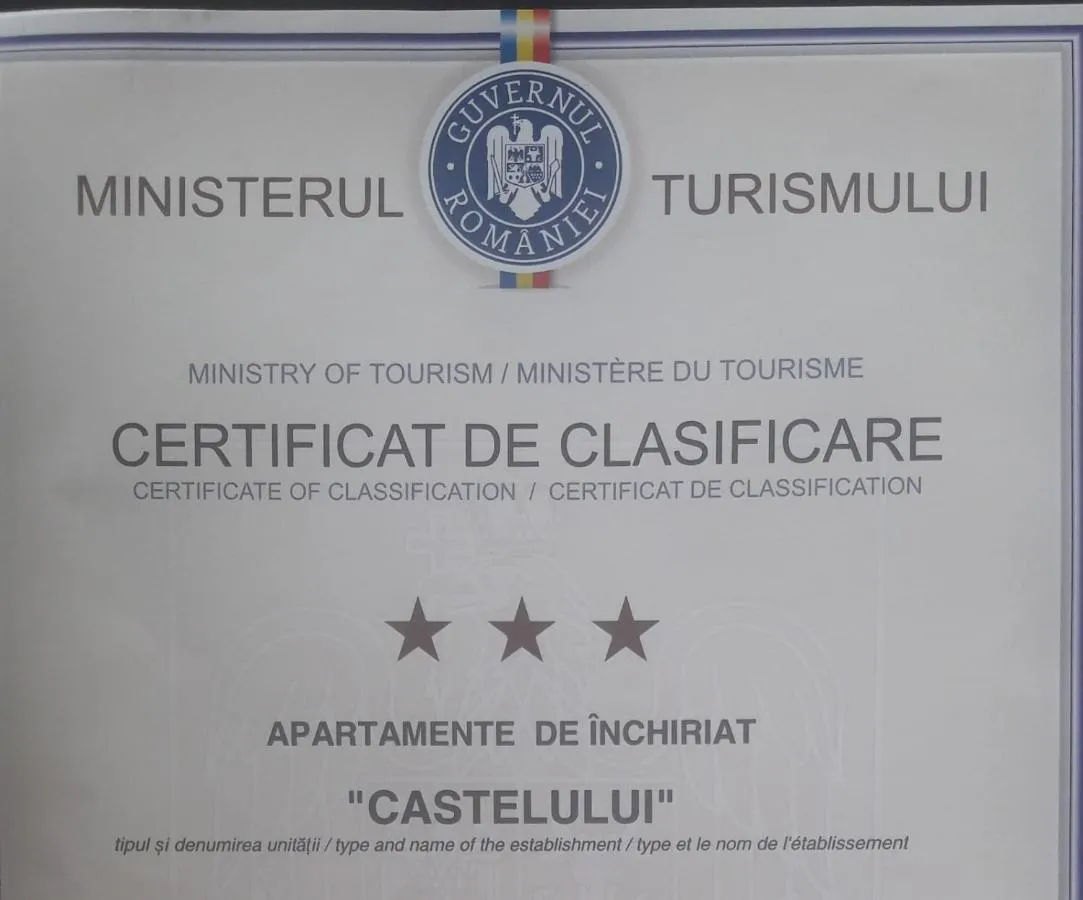 GUVERNUL ROMÂNIEI
MINISTERUL TURISMULUI
MINISTRY OF TOURISM / MINISTÈRE DU TOURISME
CERTIFICAT DE CLASIFICARE
CERTIFICATE OF CLASSIFICATION / CERTIFICAT DE CLASSIFICATION
APARTAMENTE DE ÎNCHIRIAT
"CASTELULUI"
tipul și denumirea unității / type and name of the establishment / type et le nom de l'établissement